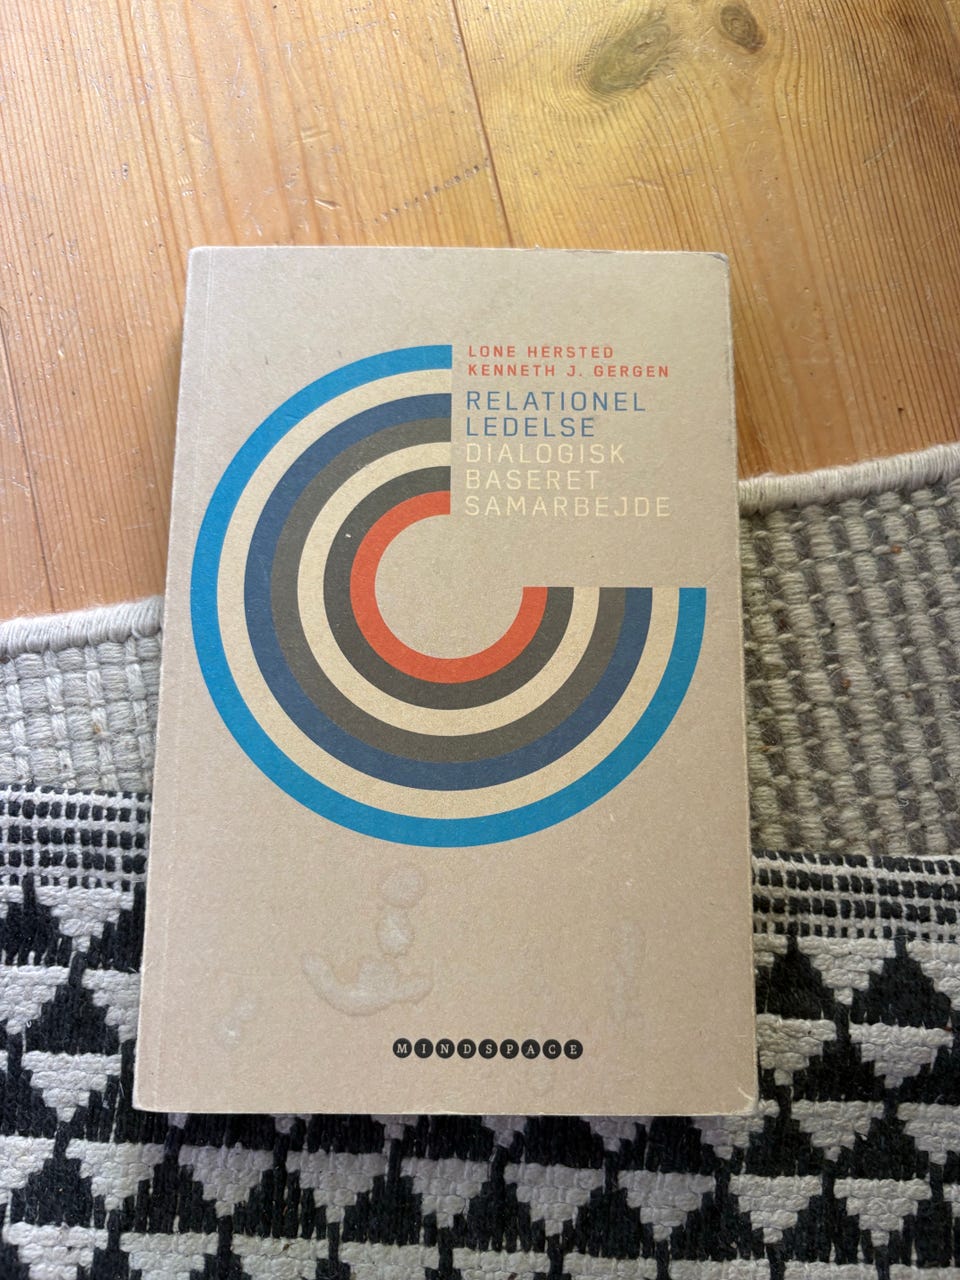 LONE HERSTED
KENNETH J. GERGEN
RELATIONEL
LEDELSE
DIALOGISK
BASERET
SAMARBEJDE
MINDSPACE